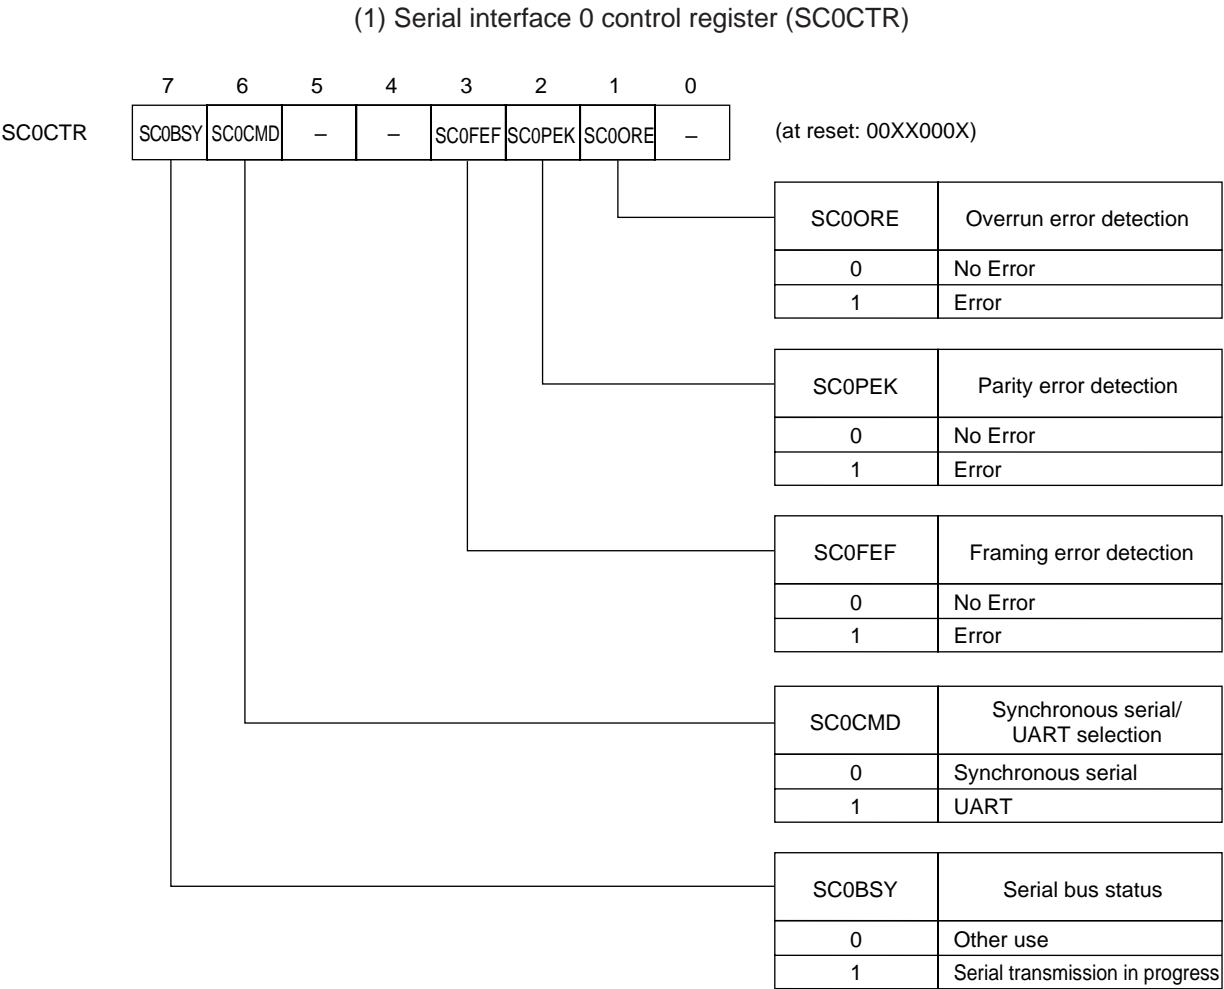 (1) Serial interface 0 control register (SC0CTR)
7 6 5 4 3 2 1 0
SC0CTR SC0BSY SC0CMD – – SC0FEF SC0PEK SC0ORE – (at reset: 00XX000X)
SC0ORE Overrun error detection
0 No Error
1 Error
SC0PEK Parity error detection
0 No Error
1 Error
SC0FEF Framing error detection
0 No Error
1 Error
SC0CMD Synchronous serial/
UART selection
0 Synchronous serial
1 UART
SC0BSY Serial bus status
0 Other use
1 Serial transmission in progress